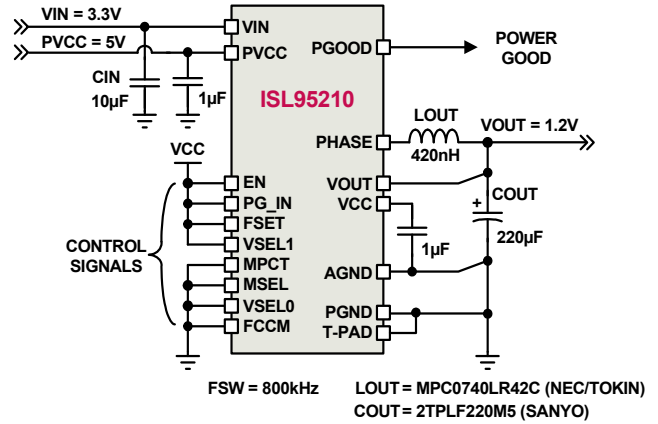 VIN = 3.3V
PVCC = 5V
CIN
10µF
1µF
VIN
PVCC
ISL95210
PGOOD
POWER
GOOD
LOUT
PHASE
420nH
VOUT = 1.2V
VCC
EN
PG_IN
FSET
VSEL1
MPCT
MSEL
VSEL0
FCCM
CONTROL
SIGNALS
VOUT
VCC
1µF
+
COUT
220µF
AGND
PGND
T-PAD
FSW = 800kHz
LOUT = MPC0740LR42C (NEC/TOKIN)
COUT = 2TPLF220M5 (SANYO)